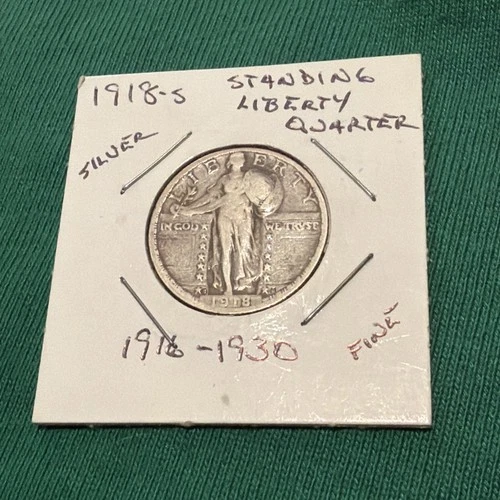 1918-S STANDING
LIBERTY
QUARTER
SILVER
LIBERTY
IN GOD WE TRUST
1918
1916-1930
FINE